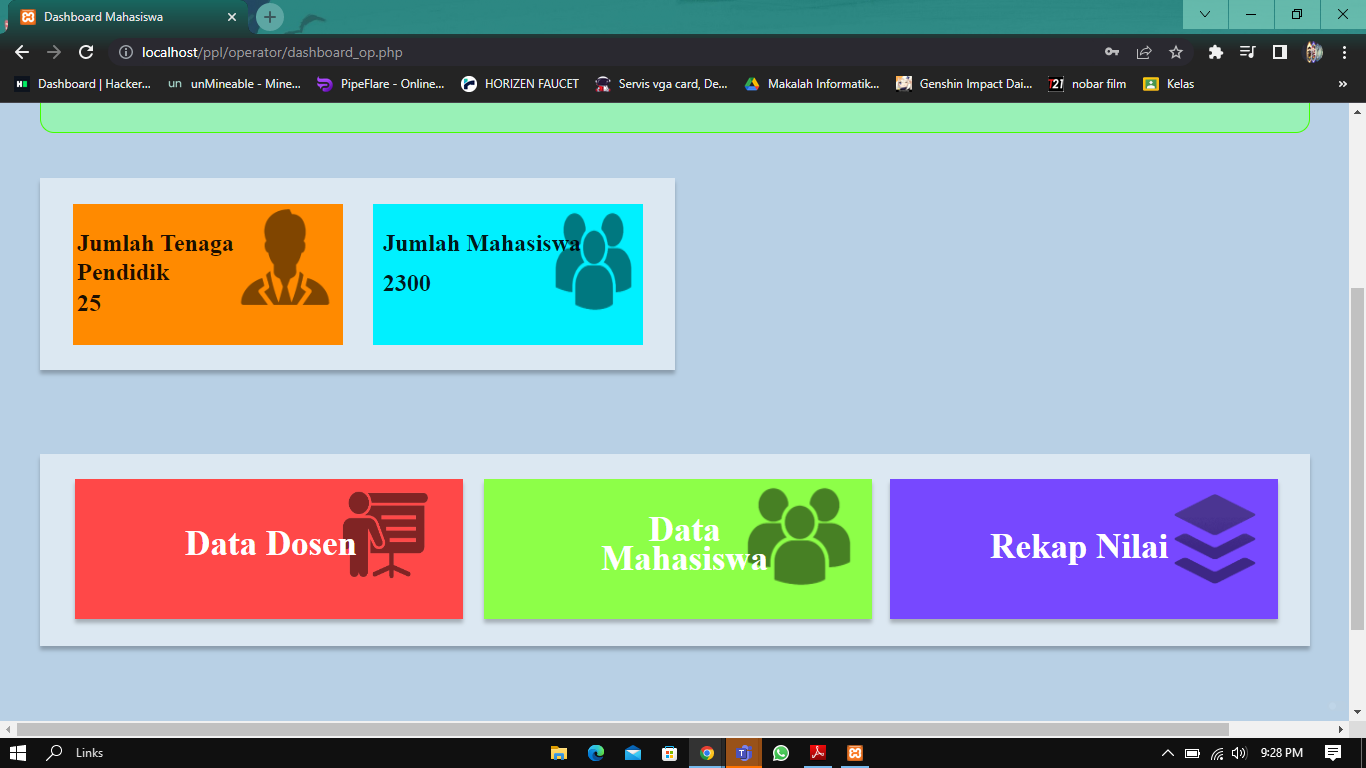 Dashboard Mahasiswa
localhost/ppl/operator/dashboard_op.php
Dashboard | Hacker... un unMineable - Mine... PipeFlare - Online... HORIZEN FAUCET Servis vga card, De... Makalah Informatik... Genshin Impact Dai... T21 nobar film Kelas »
Jumlah Tenaga
Pendidik
25
Jumlah Mahasiswa
2300
Data Dosen
Data
Mahasiswa
Rekap Nilai
Links
9:28 PM